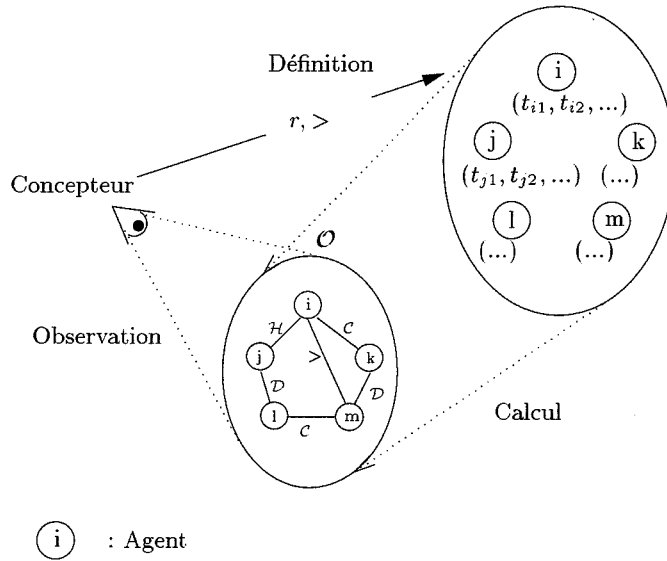 Définition
r, >
Concepteur
i
(t_{i1}, t_{i2}, ...)
j
k
(t_{j1}, t_{j2}, ...) (...)
l
m
(...) (...)
O
Observation
i
H
C
j
>
k
D
D
l
m
C
Calcul
i : Agent